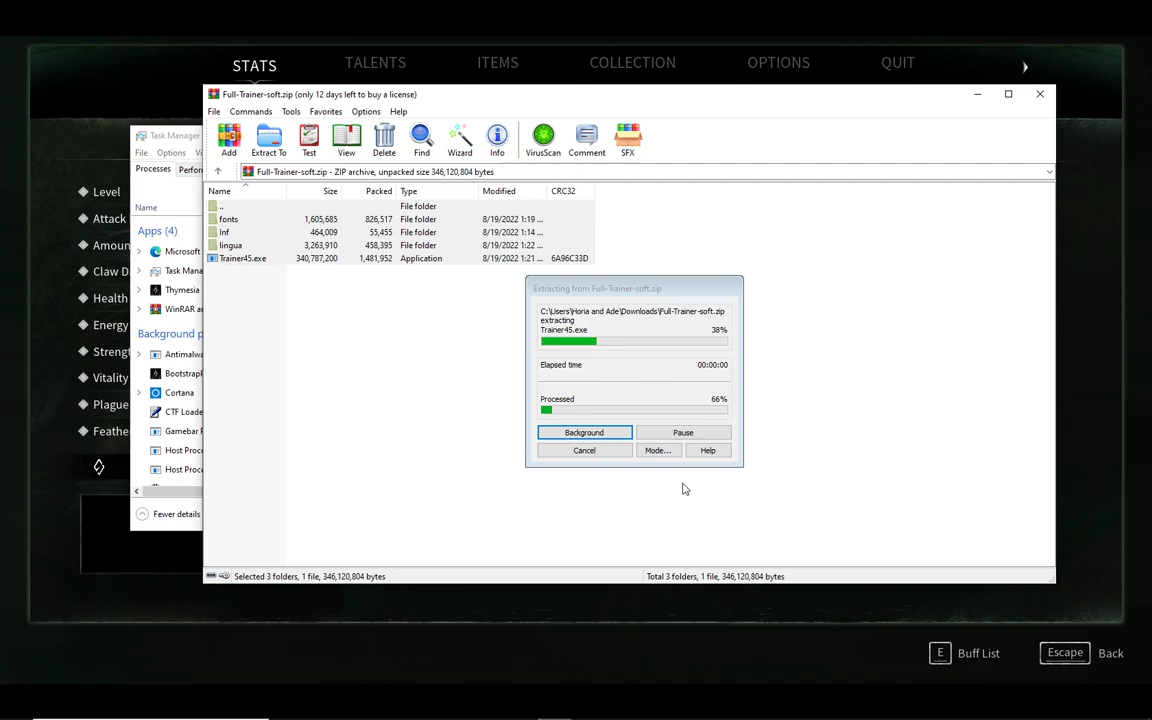 STATS TALENTS ITEMS COLLECTION OPTIONS QUIT
Full-Trainer-soft.zip (only 12 days left to buy a license)
File Commands Tools Favorites Options Help
Add Extract To Test View Delete Find Wizard Info VirusScan Comment SFX
Full-Trainer-soft.zip - ZIP archive, unpacked size 346,120,804 bytes
Name Size Packed Type Modified CRC32
.. File folder
fonts 1,605,685 826,517 File folder 8/19/2022 1:19 ...
Inf 464,009 55,455 File folder 8/19/2022 1:14 ...
lingua 3,263,910 458,395 File folder 8/19/2022 1:22 ...
Trainer45.exe 340,787,200 1,481,952 Application 8/19/2022 1:21 ... 6A96C33D
Extracting from Full-Trainer-soft.zip
C:\Users\Horia and Ade\Downloads\Full-Trainer-soft.zip
extracting
Trainer45.exe 38%
Elapsed time 00:00:00
Processed 66%
Background Pause
Cancel Mode... Help
Selected 3 folders, 1 file, 346,120,804 bytes Total 3 folders, 1 file, 346,120,804 bytes
Task Manager
File Options Vi
Processes Perfor
Name
Apps (4)
Microsoft
Task Mana
Thymesia
WinRAR ar
Background p
Antimalwa
BootstrapP
Cortana
CTF Loade
Gamebar P
Host Proce
Host Proce
Fewer details
Level
Attack
Amoun
Claw D
Health
Energy
Strengt
Vitality
Plague
Feathe
E Buff List Escape Back